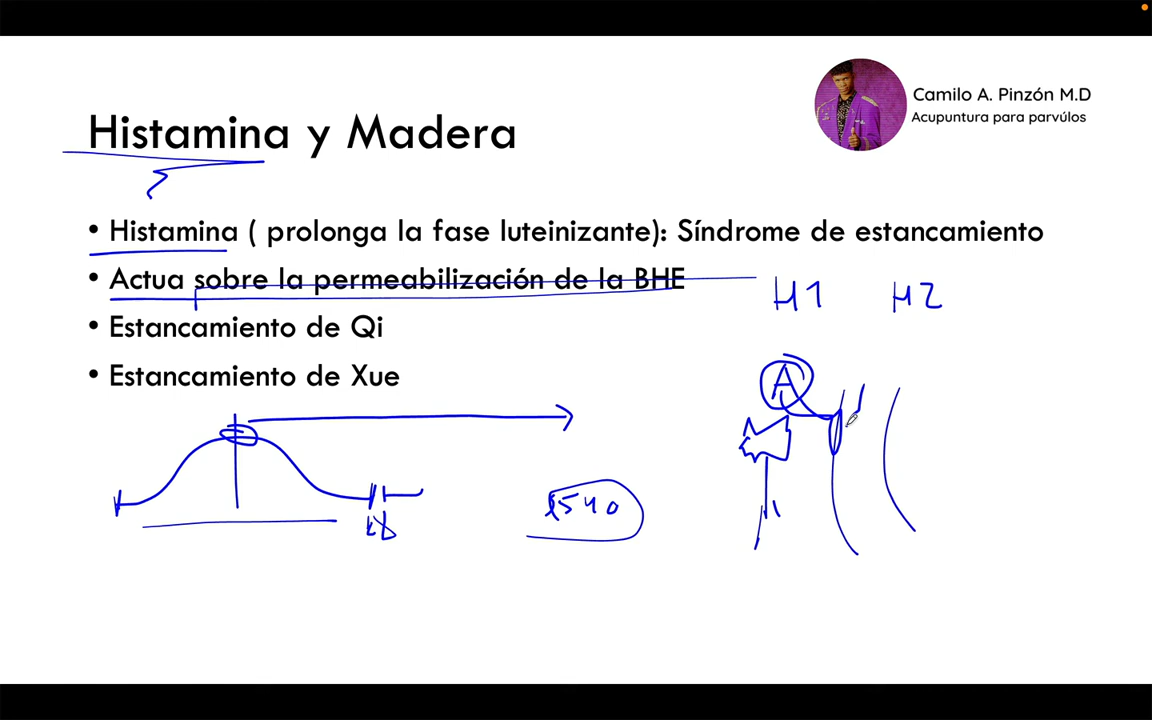 Camilo A. Pinzón M.D
Acupuntura para parvúlos
Histamina y Madera
• Histamina ( prolonga la fase luteinizante): Síndrome de estancamiento
• Actua sobre la permeabilización de la BHE
H1 H2
• Estancamiento de Qi
• Estancamiento de Xue
A